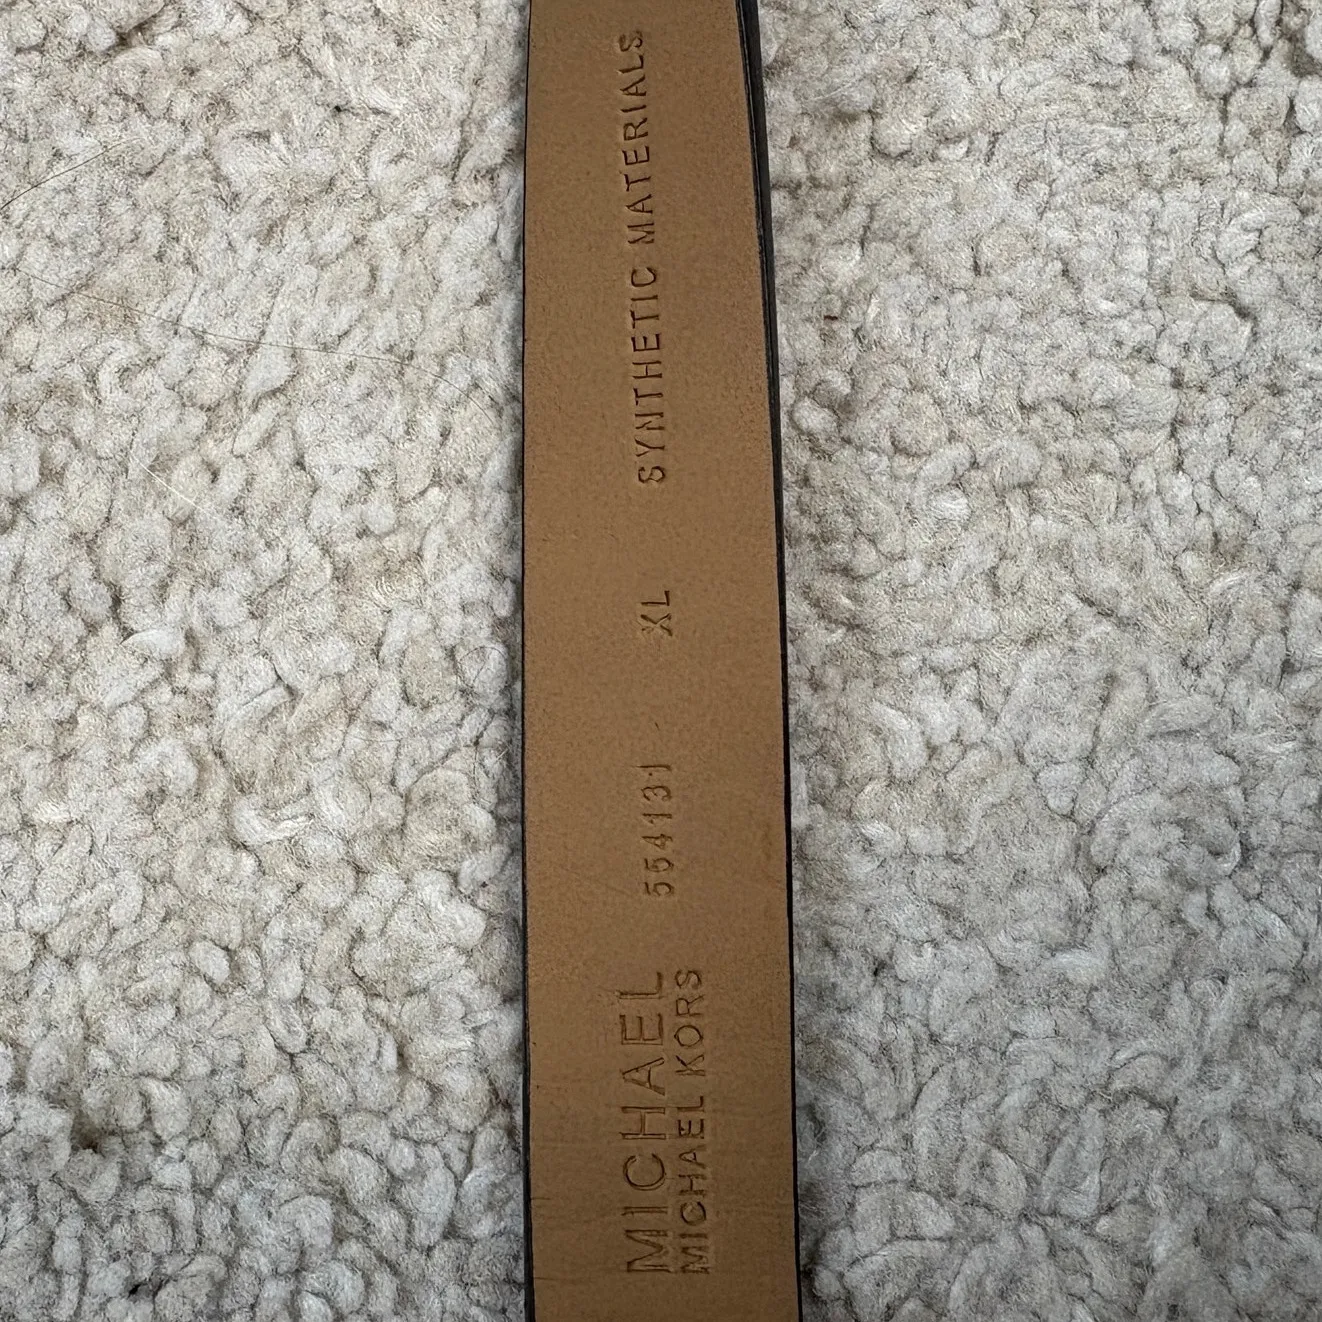 MICHAEL
MICHAEL KORS
554131
XL
SYNTHETIC MATERIALS